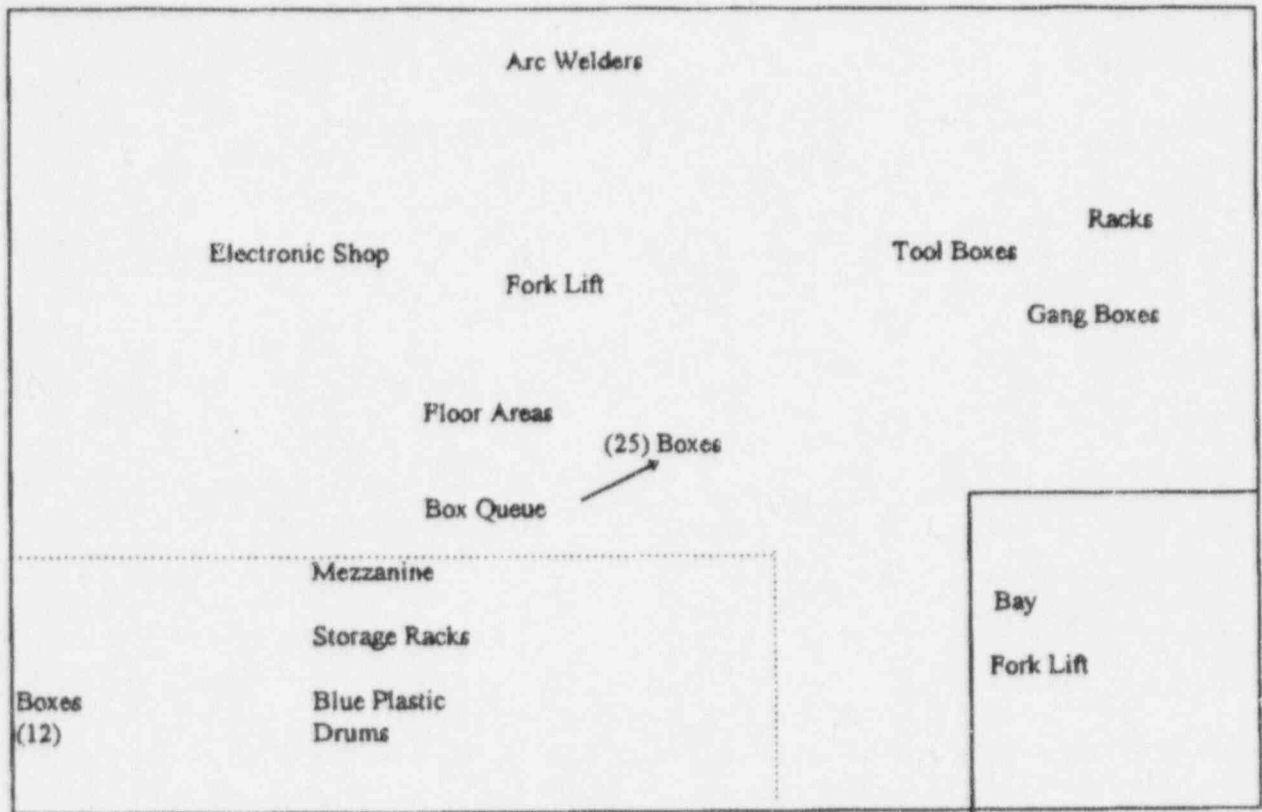 Arc Welders
Racks
Electronic Shop
Tool Boxes
Fork Lift
Gang Boxes
Floor Areas
(25) Boxes
Box Queue
Mezzanine
Bay
Storage Racks
Fork Lift
Boxes
(12)
Blue Plastic
Drums